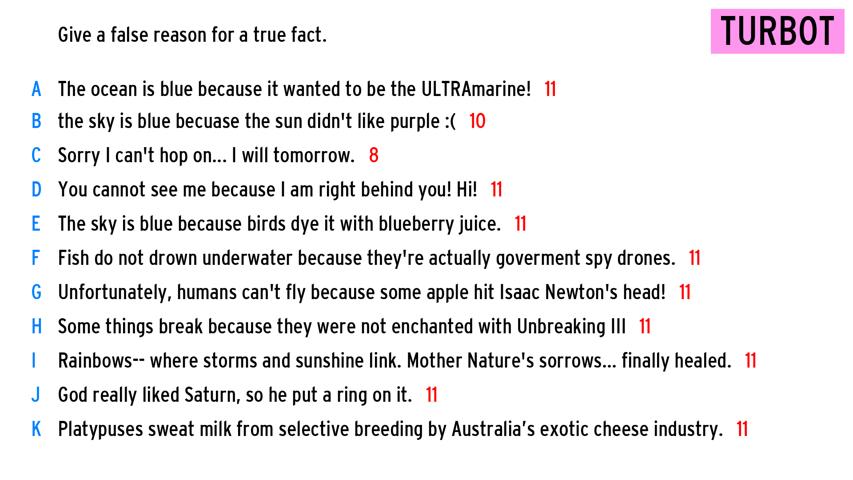 Give a false reason for a true fact.
TURBOT
A The ocean is blue because it wanted to be the ULTRAmarine! 11
B the sky is blue becuase the sun didn't like purple :( 10
C Sorry I can't hop on... I will tomorrow. 8
D You cannot see me because I am right behind you! Hi! 11
E The sky is blue because birds dye it with blueberry juice. 11
F Fish do not drown underwater because they're actually goverment spy drones. 11
G Unfortunately, humans can't fly because some apple hit Isaac Newton's head! 11
H Some things break because they were not enchanted with Unbreaking III 11
I Rainbows-- where storms and sunshine link. Mother Nature's sorrows... finally healed. 11
J God really liked Saturn, so he put a ring on it. 11
K Platypuses sweat milk from selective breeding by Australia’s exotic cheese industry. 11